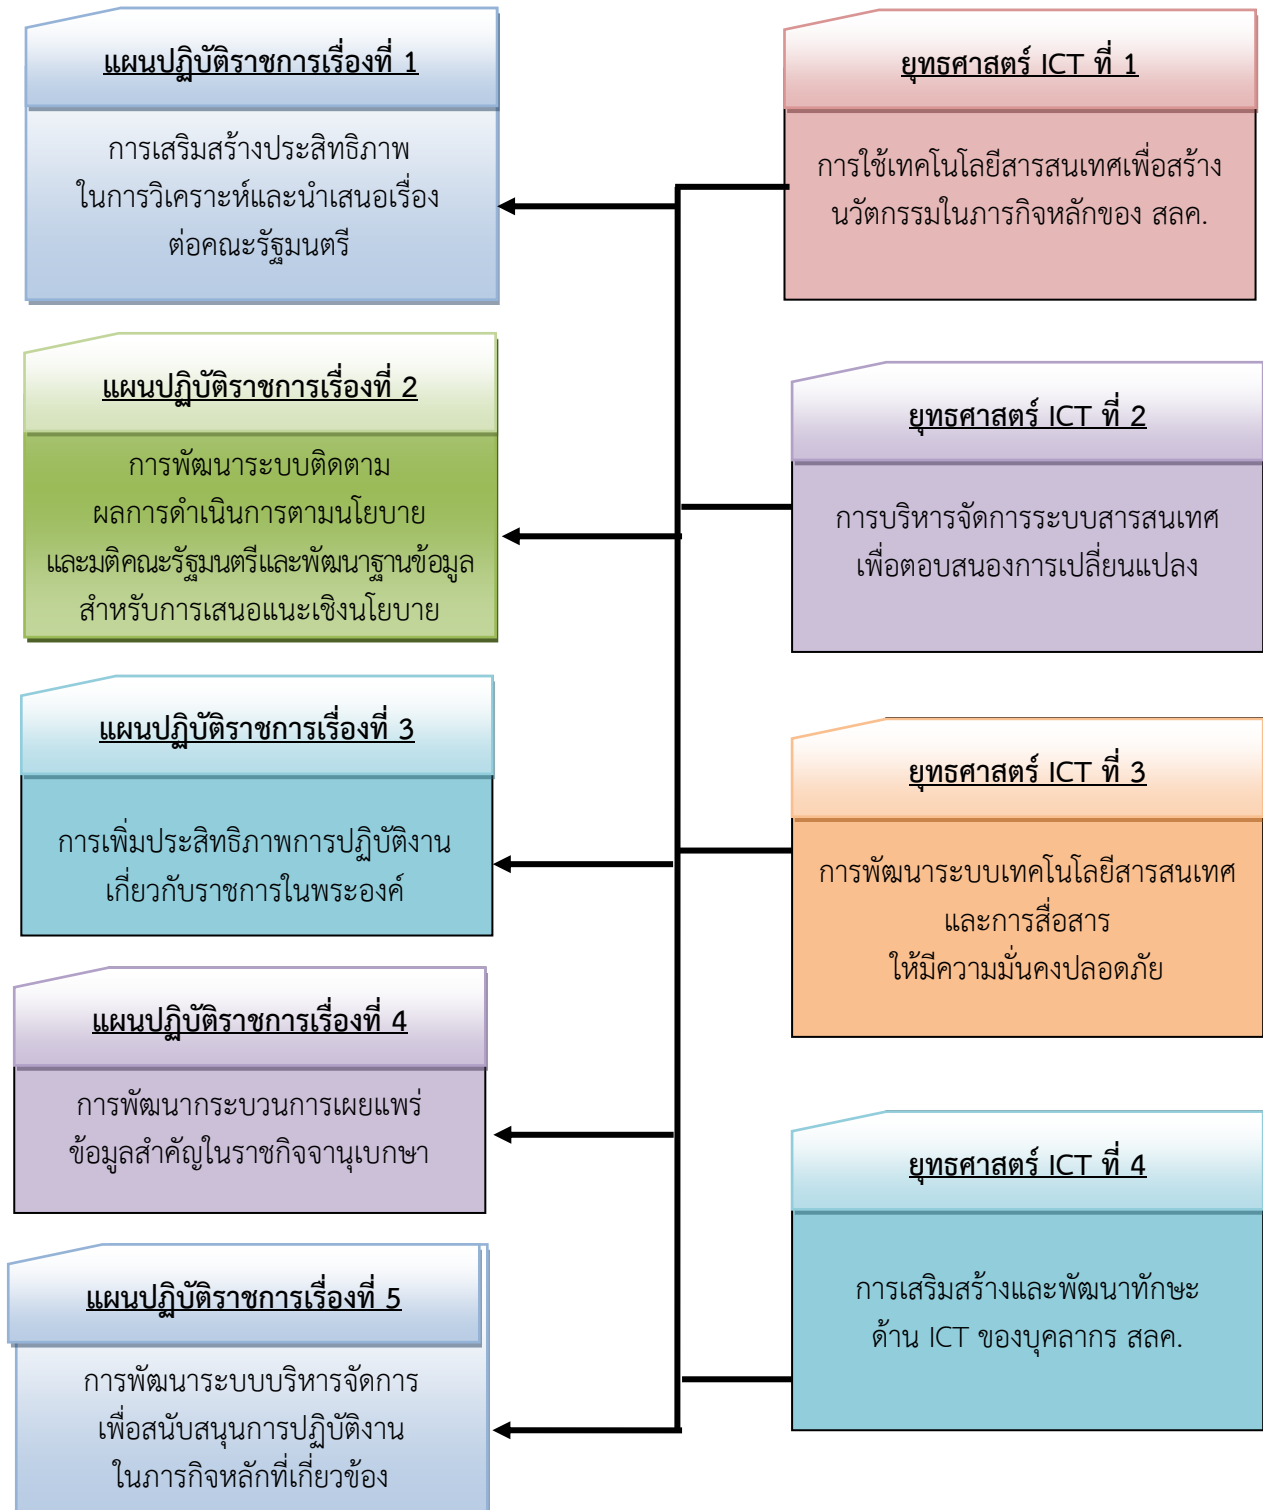 แผนปฏิบัติราชการเรื่องที่ 1
การเสริมสร้างประสิทธิภาพ
ในการวิเคราะห์และนำเสนอเรื่อง
ต่อคณะรัฐมนตรี
แผนปฏิบัติราชการเรื่องที่ 2
การพัฒนาระบบติดตาม
ผลการดำเนินการตามนโยบาย
และมติคณะรัฐมนตรีและพัฒนาฐานข้อมูล
สำหรับการเสนอแนะเชิงนโยบาย
แผนปฏิบัติราชการเรื่องที่ 3
การเพิ่มประสิทธิภาพการปฏิบัติงาน
เกี่ยวกับราชการในพระองค์
แผนปฏิบัติราชการเรื่องที่ 4
การพัฒนากระบวนการเผยแพร่
ข้อมูลสำคัญในราชกิจจานุเบกษา
แผนปฏิบัติราชการเรื่องที่ 5
การพัฒนาระบบบริหารจัดการ
เพื่อสนับสนุนการปฏิบัติงาน
ในภารกิจหลักที่เกี่ยวข้อง
ยุทธศาสตร์ ICT ที่ 1
การใช้เทคโนโลยีสารสนเทศเพื่อสร้าง
นวัตกรรมในภารกิจหลักของ สลค.
ยุทธศาสตร์ ICT ที่ 2
การบริหารจัดการระบบสารสนเทศ
เพื่อตอบสนองการเปลี่ยนแปลง
ยุทธศาสตร์ ICT ที่ 3
การพัฒนาระบบเทคโนโลยีสารสนเทศ
และการสื่อสาร
ให้มีความมั่นคงปลอดภัย
ยุทธศาสตร์ ICT ที่ 4
การเสริมสร้างและพัฒนาทักษะ
ด้าน ICT ของบุคลากร สลค.